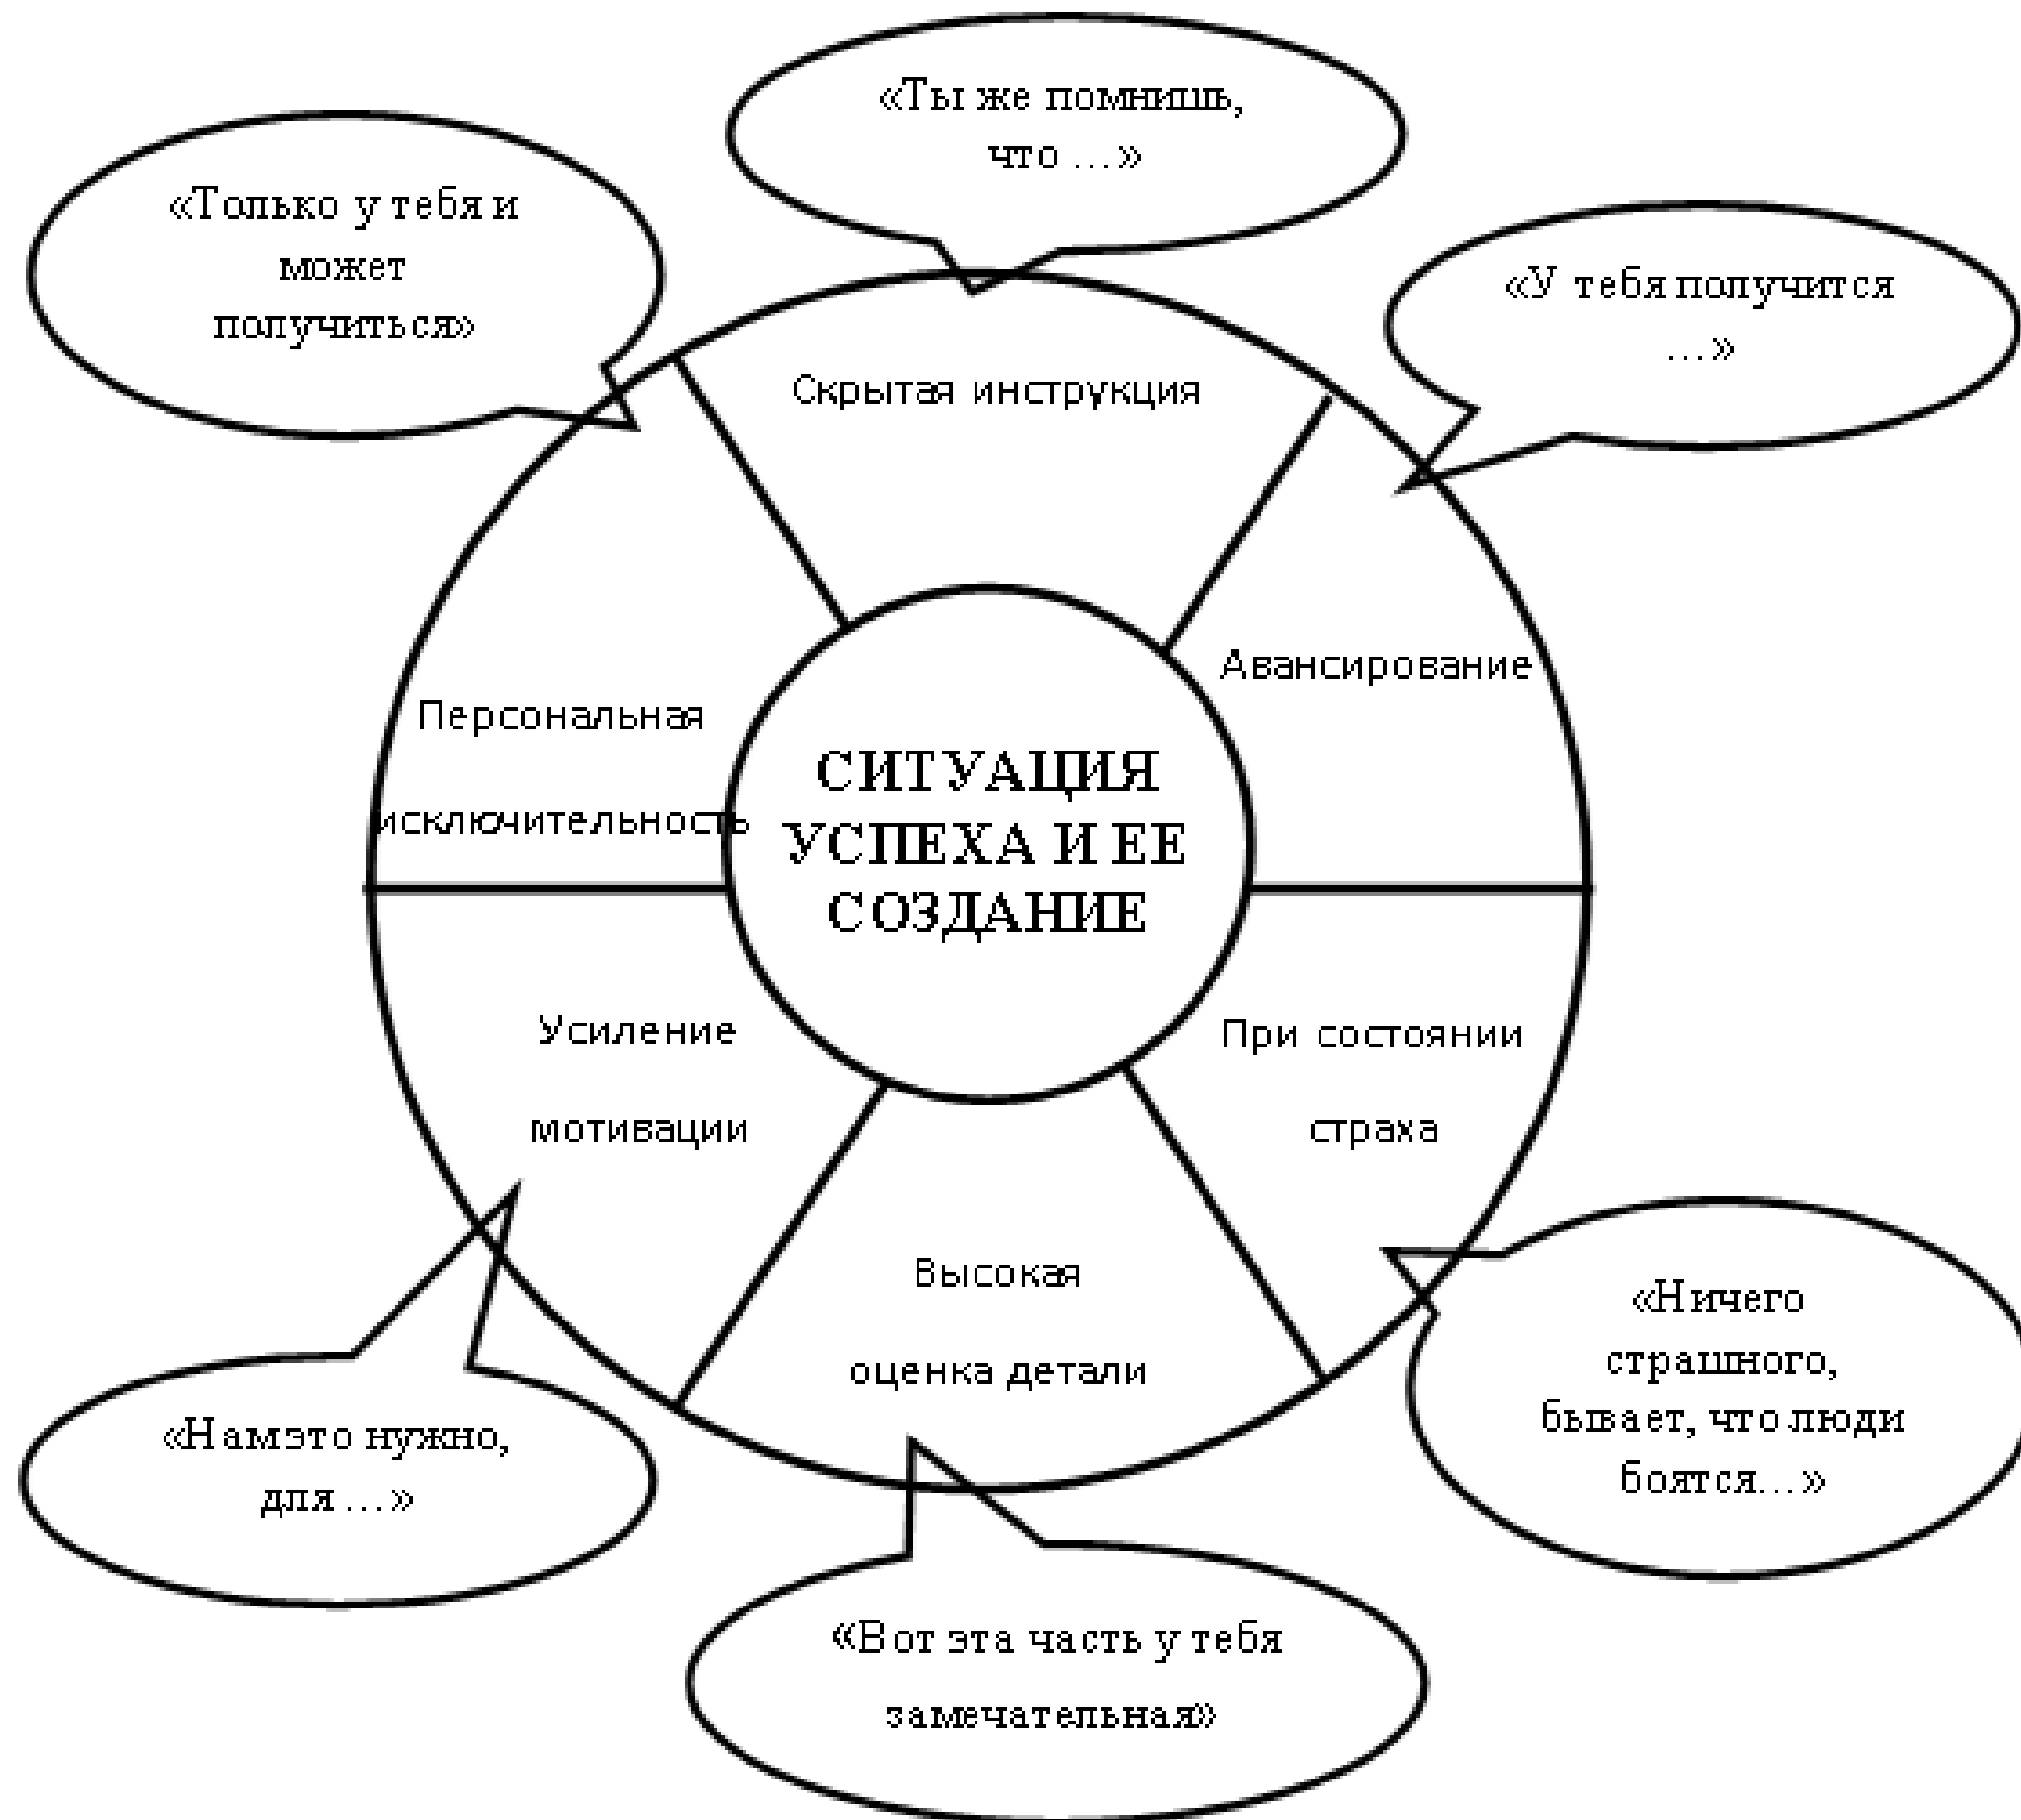 «Ты же помнишь,
что ...»
«Только у тебя и
может
получиться»
«У тебя получится
...»
Скрытая инструкция
Авансирование
Персональная
исключительность
СИТУАЦИЯ
УСПЕХА И ЕЕ
СОЗДАНИЕ
Усиление
мотивации
При состоянии
страха
Высокая
оценка детали
«Нам это нужно,
для ...»
«Ничего
страшного,
бывает, что люди
боятся...»
«Вот эта часть у тебя
замечательная»